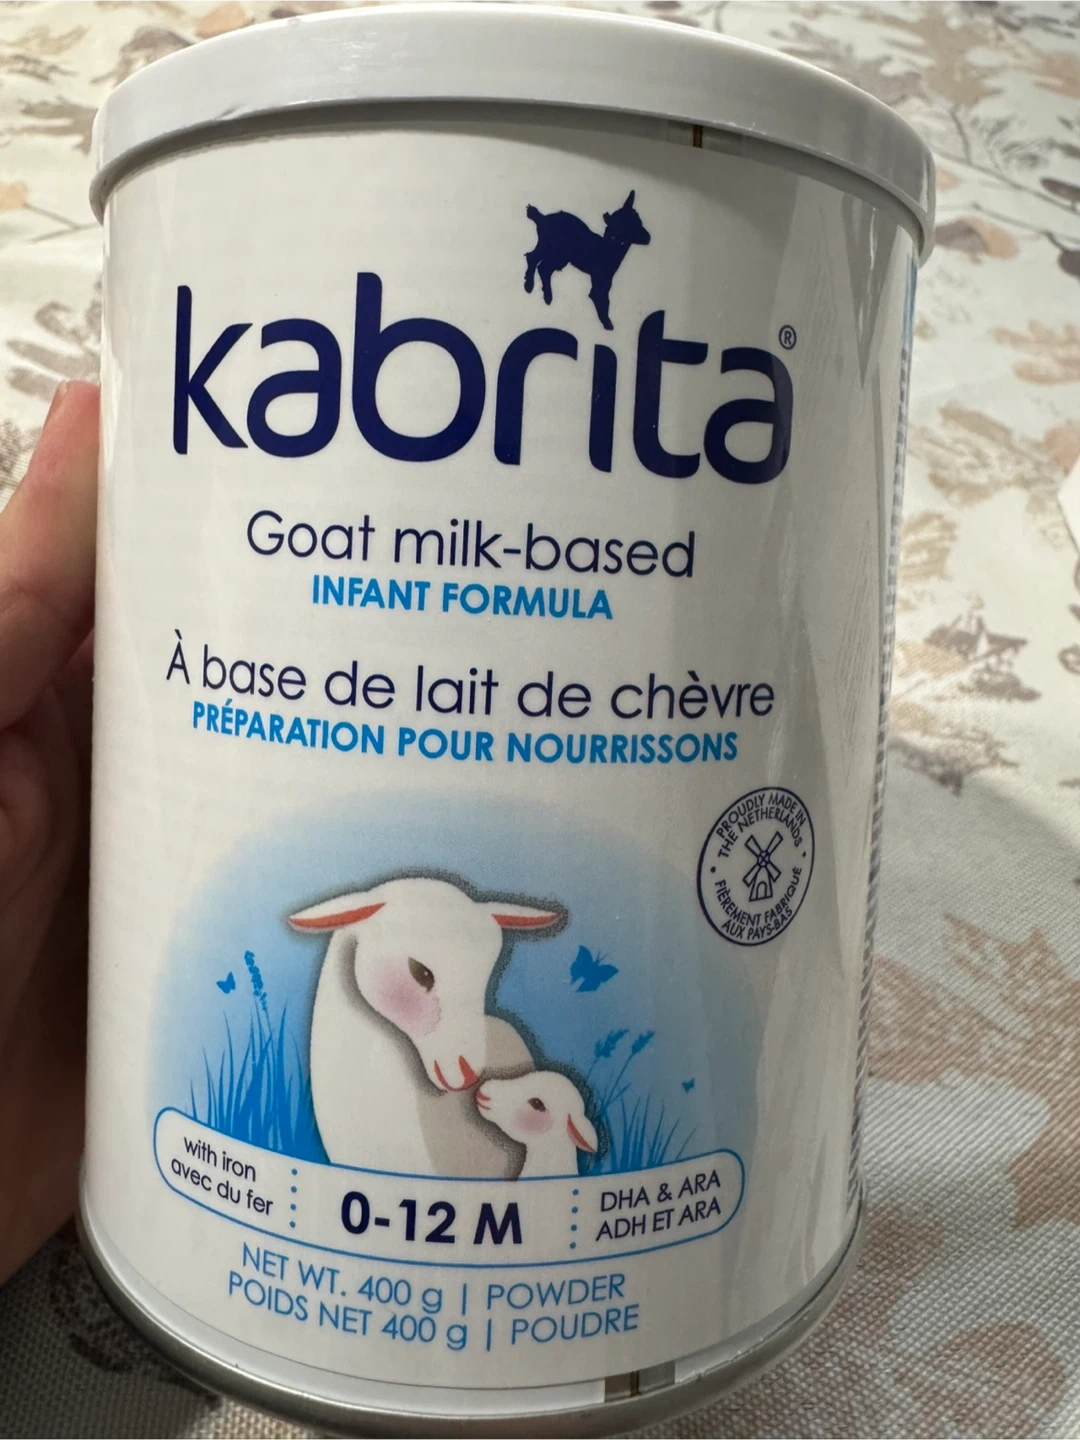 kabrita®
Goat milk-based
INFANT FORMULA
À base de lait de chèvre
PRÉPARATION POUR NOURRISSONS
PROUDLY MADE IN
THE NETHERLANDS
FIÈREMENT FABRIQUÉ
AUX PAYS-BAS
with iron
avec du fer
0-12 M
DHA & ARA
ADH ET ARA
NET WT. 400 g | POWDER
POIDS NET 400 g | POUDRE